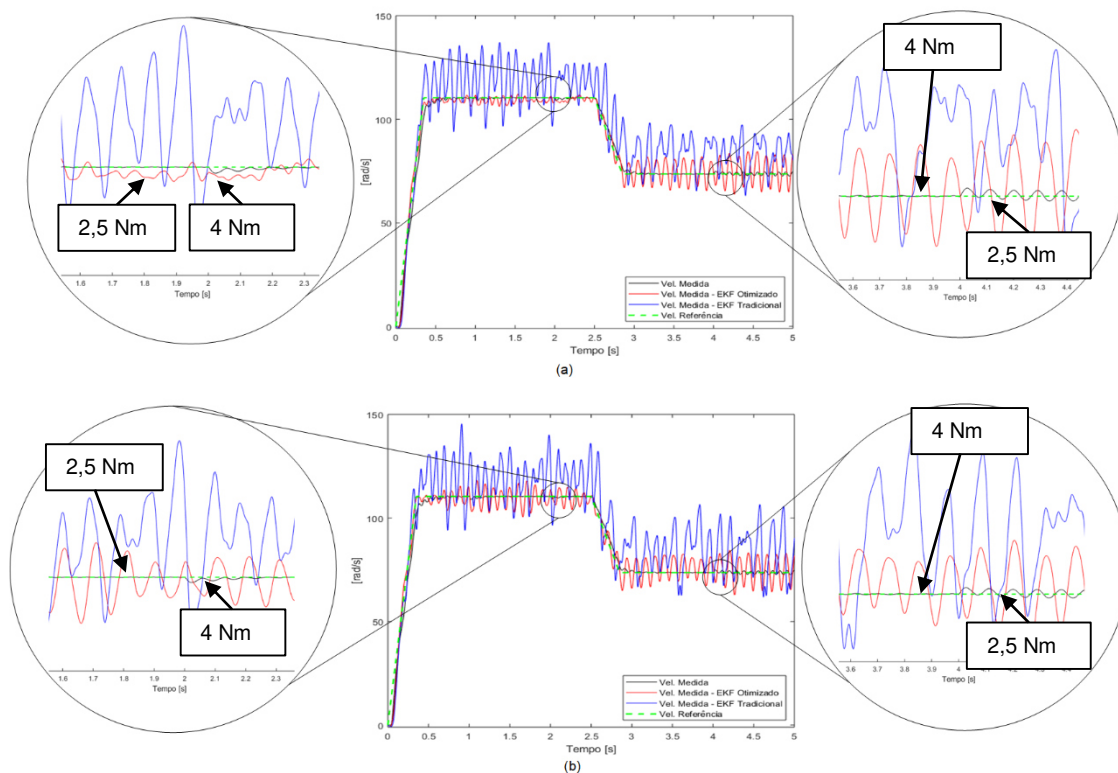 150
100
50
0
[rad/s]
0 0.5 1 1.5 2 2.5 3 3.5 4 4.5 5
Tempo [s]
Vel. Medida
Vel. Medida - EKF Otimizado
Vel. Medida - EKF Tradicional
Vel. Referência
2,5 Nm
4 Nm
1.6 1.7 1.8 1.9 2 2.1 2.2 2.3
Tempo [s]
4 Nm
2,5 Nm
3.6 3.7 3.8 3.9 4 4.1 4.2 4.3 4.4
Tempo [s]
(a)
150
100
50
0
[rad/s]
0 0.5 1 1.5 2 2.5 3 3.5 4 4.5 5
Tempo [s]
Vel. Medida
Vel. Medida - EKF Otimizado
Vel. Medida - EKF Tradicional
Vel. Referência
2,5 Nm
4 Nm
1.6 1.7 1.8 1.9 2 2.1 2.2 2.3
Tempo [s]
4 Nm
2,5 Nm
3.6 3.7 3.8 3.9 4 4.1 4.2 4.3 4.4
Tempo [s]
(b)